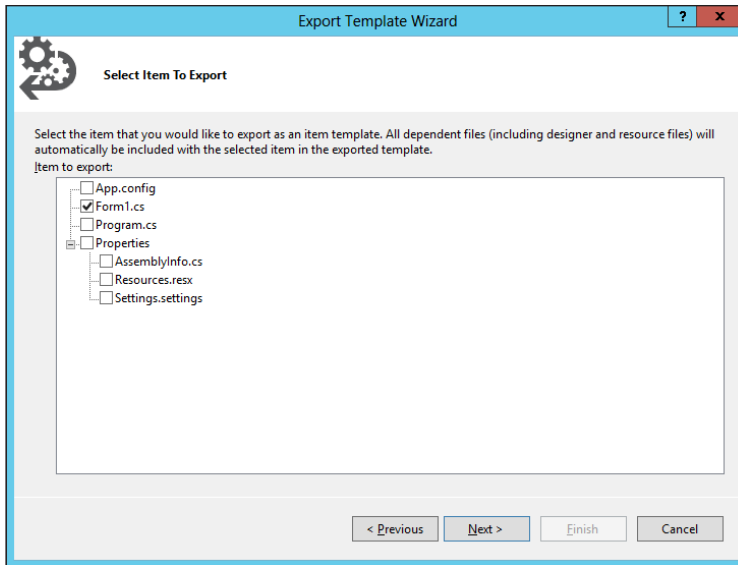 Export Template Wizard
? x
Select Item To Export
Select the item that you would like to export as an item template. All dependent files (including designer and resource files) will
automatically be included with the selected item in the exported template.
Item to export:
App.config
Form1.cs
Program.cs
Properties
AssemblyInfo.cs
Resources.resx
Settings.settings
< Previous
Next >
Finish
Cancel